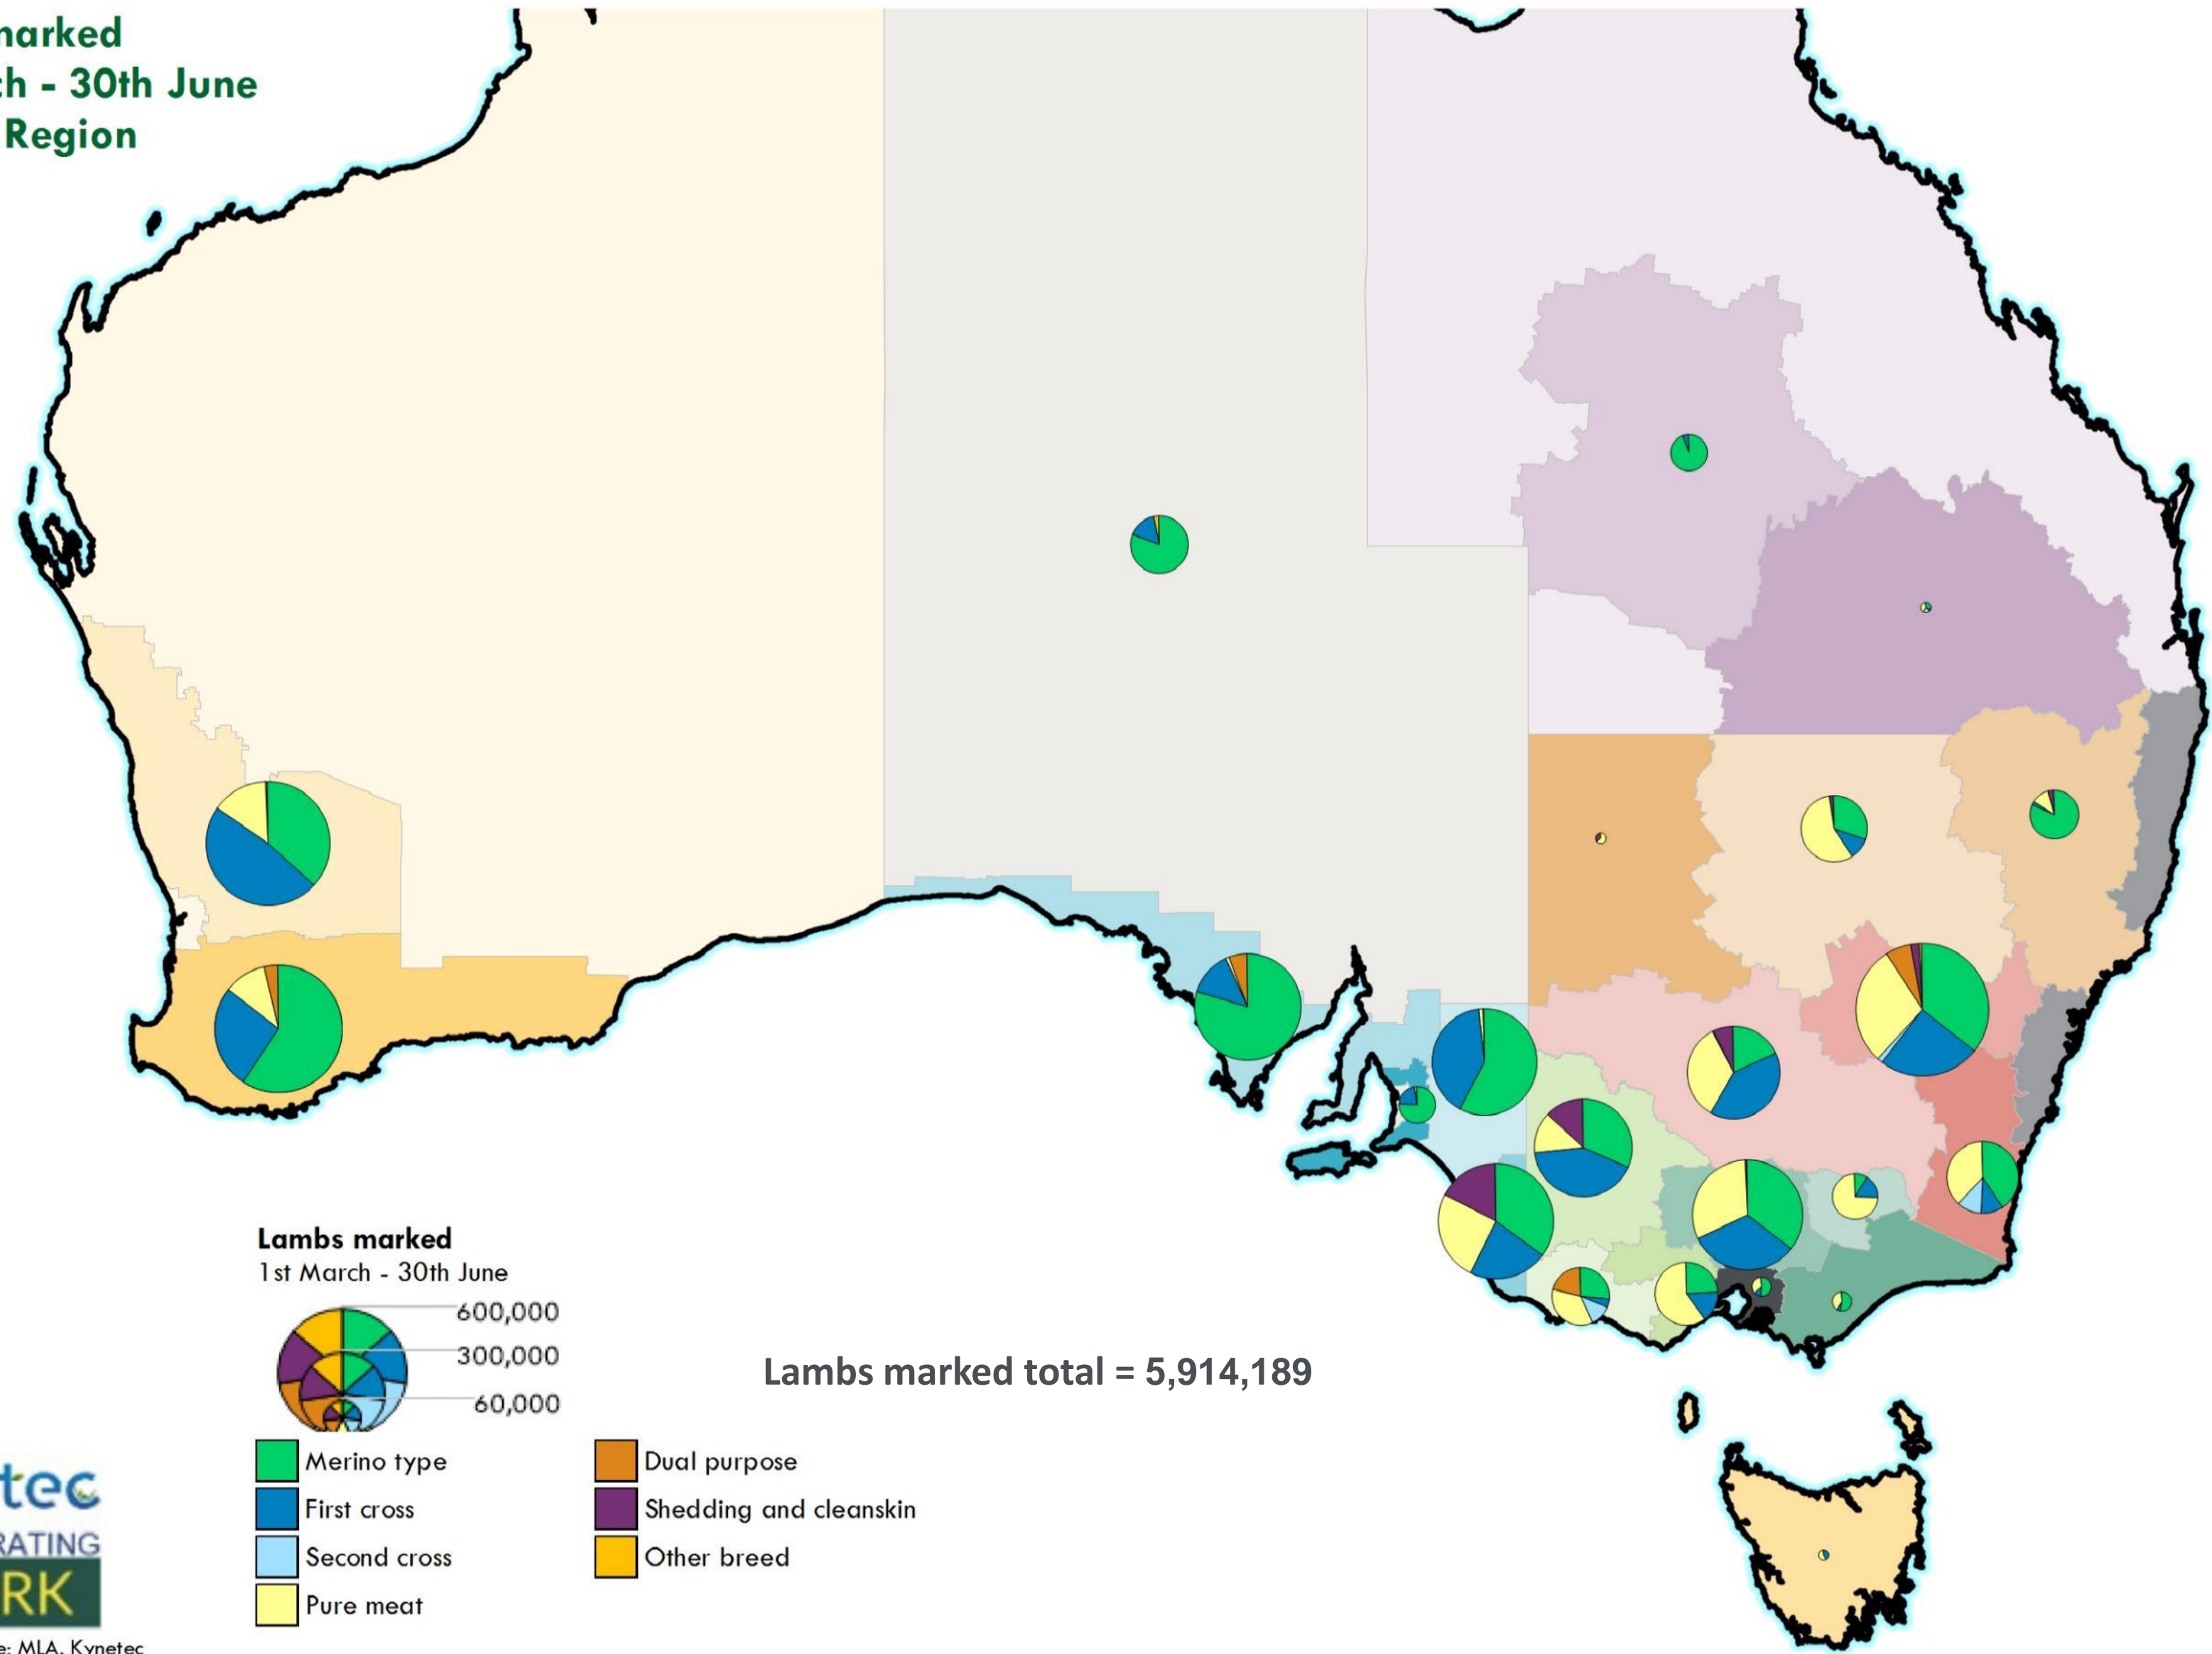 marked
ch - 30th June
Region
Lambs marked
1st March - 30th June
600,000
300,000
60,000
Lambs marked total = 5,914,189
Merino type
First cross
Second cross
Pure meat
Dual purpose
Shedding and cleanskin
Other breed
tec
RATING
RK
e: MLA, Kynetec